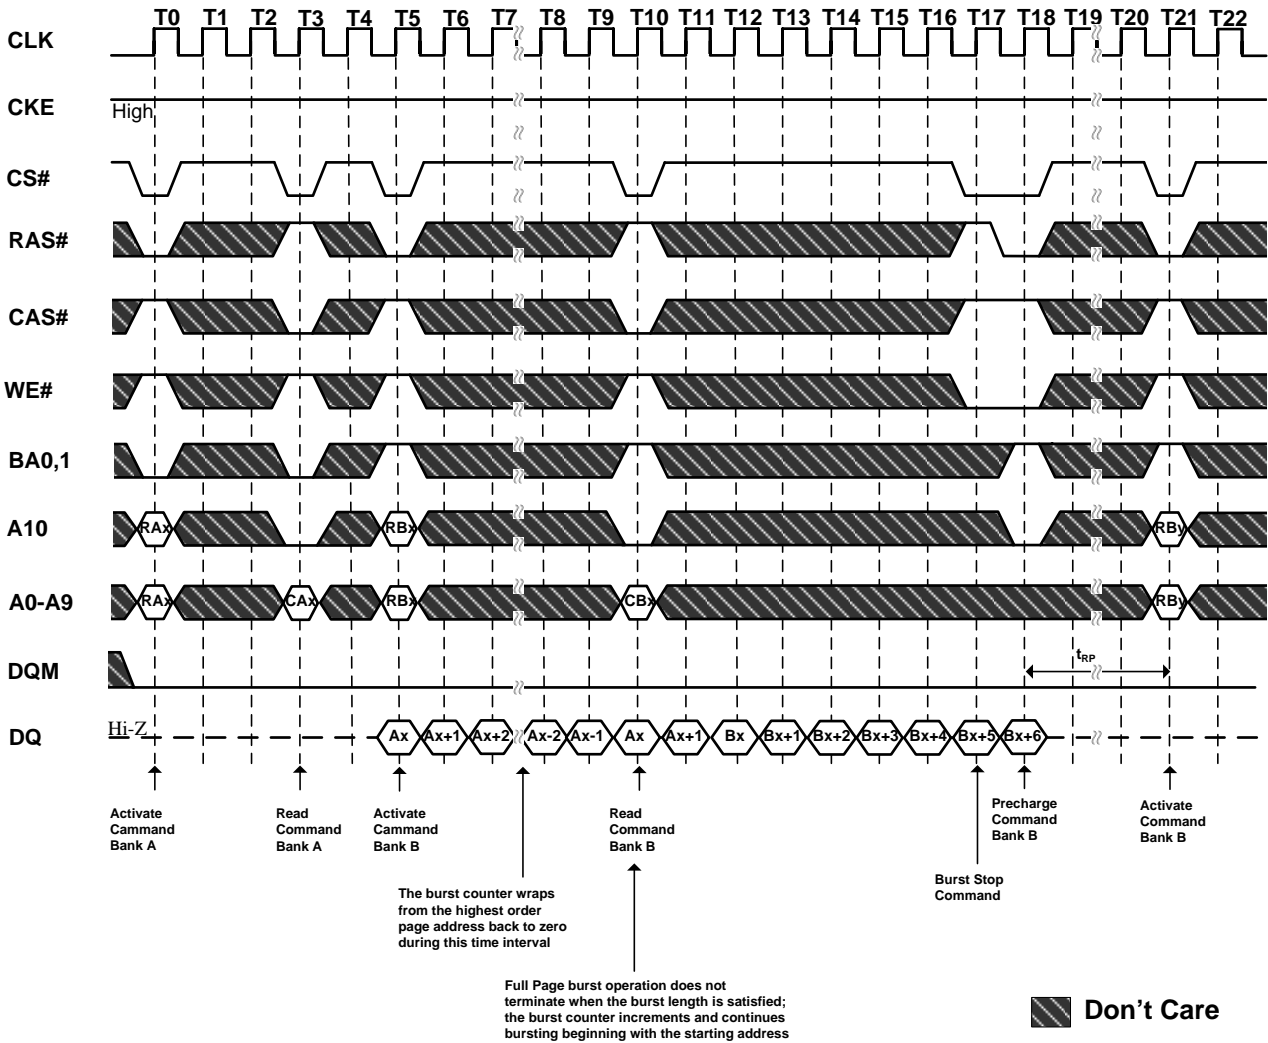 T0 T1 T2 T3 T4 T5 T6 T7 T8 T9 T10 T11 T12 T13 T14 T15 T16 T17 T18 T19 T20 T21 T22
CLK
CKE
High
CS#
RAS#
CAS#
WE#
BA0,1
A10
RAx RBx RBy
A0-A9
RAx CAx RBx CBx RBy
DQM
tRP
DQ
Hi-Z
Ax Ax+1 Ax+2 Ax-2 Ax-1 Ax Ax+1 Bx Bx+1 Bx+2 Bx+3 Bx+4 Bx+5 Bx+6
Activate
Cammand
Bank A
Read
Command
Bank A
Activate
Cammand
Bank B
Read
Command
Bank B
Precharge
Command
Bank B
Activate
Command
Bank B
Burst Stop
Command
The burst counter wraps
from the highest order
page address back to zero
during this time interval
Full Page burst operation does not
terminate when the burst length is satisfied;
the burst counter increments and continues
bursting beginning with the starting address
Don't Care